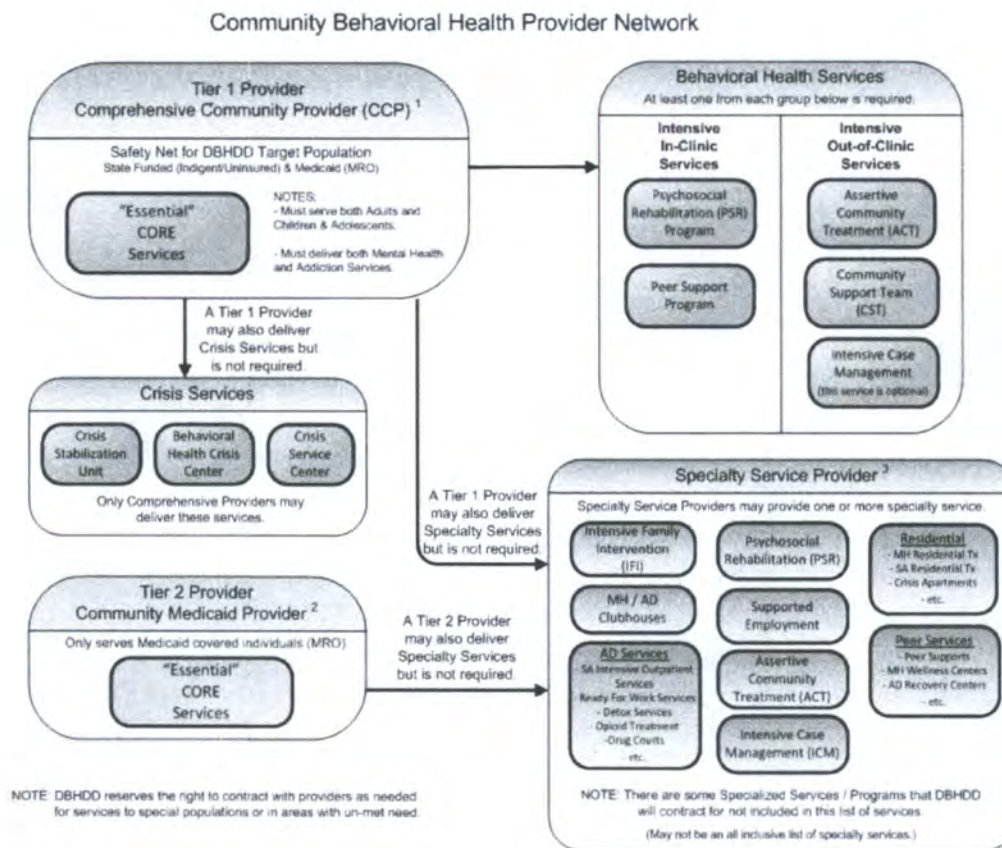 Community Behavioral Health Provider Network
Tier 1 Provider
Comprehensive Community Provider (CCP) 1
Safety Net for DBHDD Target Population
State Funded (Indigent/Uninsured) & Medicaid (MRO)
"Essential"
CORE
Services
NOTES:
- Must serve both Adults and
Children & Adolescents.
- Must deliver both Mental Health
and Addiction Services.
Behavioral Health Services
At least one from each group below is required.
Intensive
In-Clinic
Services
Psychosocial
Rehabilitation (PSR)
Program
Peer Support
Program
Intensive
Out-of-Clinic
Services
Assertive
Community
Treatment (ACT)
Community
Support Team
(CST)
Intensive Case
Management
(this service is optional)
A Tier 1 Provider
may also deliver
Crisis Services but
is not required.
Crisis Services
Crisis
Stabilization
Unit
Behavioral
Health Crisis
Center
Crisis
Service
Center
Only Comprehensive Providers may
deliver these services.
A Tier 1 Provider
may also deliver
Specialty Services
but is not required.
Tier 2 Provider
Community Medicaid Provider 2
Only serves Medicaid covered individuals (MRO)
"Essential"
CORE
Services
A Tier 2 Provider
may also deliver
Specialty Services
but is not required.
Specialty Service Provider 3
Specialty Service Providers may provide one or more specialty service.
Intensive Family
Intervention
(IFI)
MH / AD
Clubhouses
AD Services
- SA Intensive Outpatient
Services
- Ready For Work Services
- Detox Services
- Opioid Treatment
- Drug Courts
- etc.
Psychosocial
Rehabilitation (PSR)
Supported
Employment
Assertive
Community
Treatment (ACT)
Intensive Case
Management (ICM)
Residential
- MH Residential Tx
- SA Residential Tx
- Crisis Apartments
- etc.
Peer Services
- Peer Supports
- MH Wellness Centers
- AD Recovery Centers
- etc.
NOTE: DBHDD reserves the right to contract with providers as needed
for services to special populations or in areas with un-met need.
NOTE: There are some Specialized Services / Programs that DBHDD
will contract for not included in this list of services.
(May not be an all inclusive list of specialty services.)